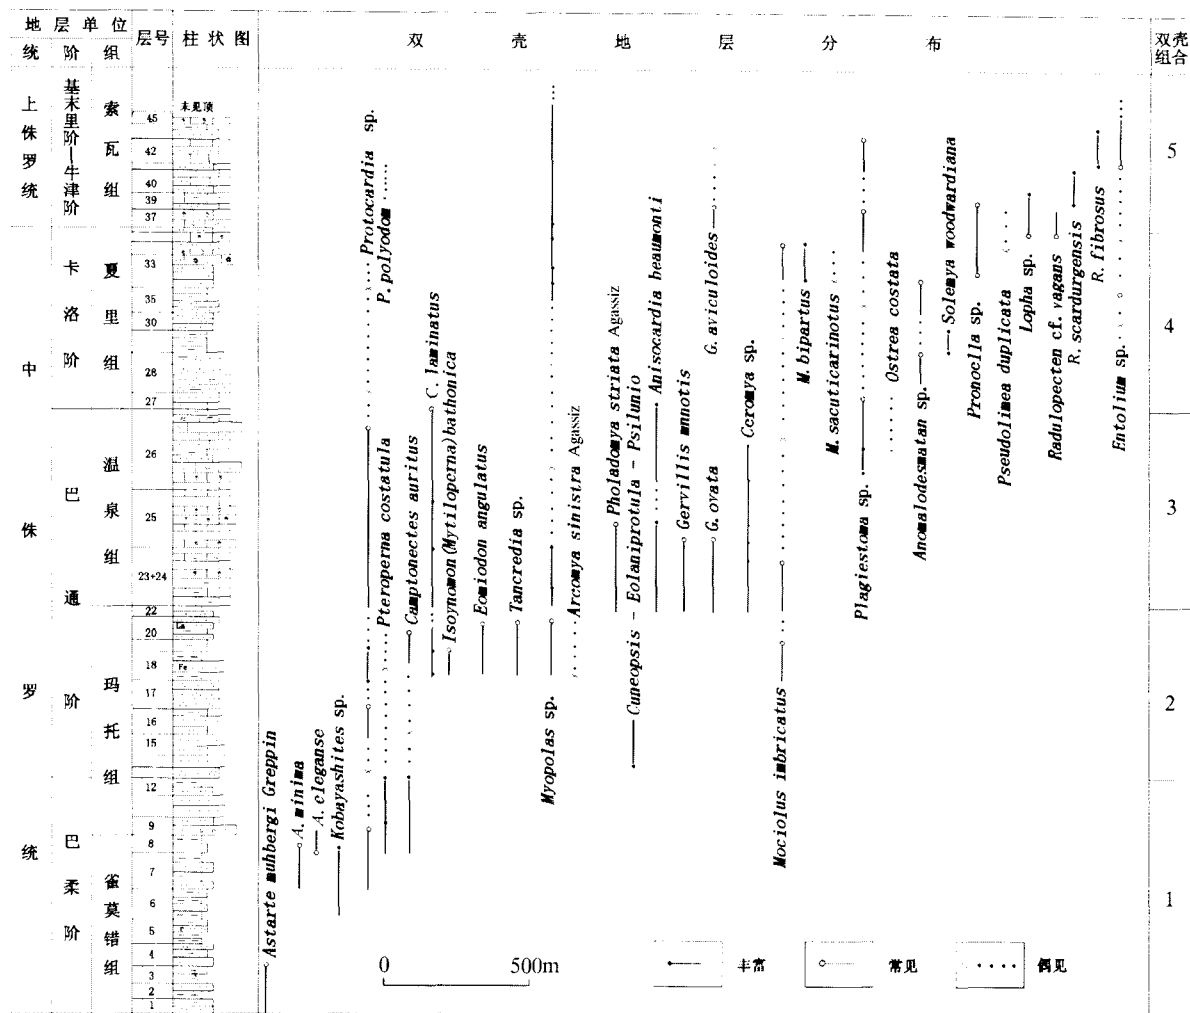 地层单位
层号
柱状图
双壳地层分布
双壳
组合
统
阶
组
上侏罗统
中侏罗统
基末里阶—牛津阶
卡洛里阶
巴通阶
巴柔阶
索瓦组
夏里组
温泉组
玛托组
雀莫错组
未见顶
45
42
40
39
37
33
35
30
28
27
26
25
23+24
22
20
18
17
16
15
12
9
8
7
6
5
4
3
2
1
Fe
Astarte muhbergi Greppin
A. minima
A. eleganse
Kobayashites sp.
Protocardia sp.
P. polyodom
Pteroperna costatula
Camptonectes auritus
C. laminatus
Isoynomon (Mytiloperna) bathonica
Eomiodon angulatus
Tancredia sp.
Myopolas sp.
Arcomya sinistra Agassiz
Pholadomya striata Agassiz
Cuneopsis - Eolaniprotula - Psilunio
Anisocardia beaumonti
Gervillis mnnotis
G. ovata
G. aviculoides
Ceromya sp.
Mociolus imbricatus
M. bipartus
M. sacuticarinotus
Plagiestoma sp.
Ostrea costata
Anomalodesmatan sp.
Solemya woodwardiana
Pronoclla sp.
Pseudolimea duplicata
Lopha sp.
Radulopecten cf. vagans
R. scardurgensis
R. fibrosus
Entolium sp.
5
4
3
2
1
0
500m
丰富
常见
偶见